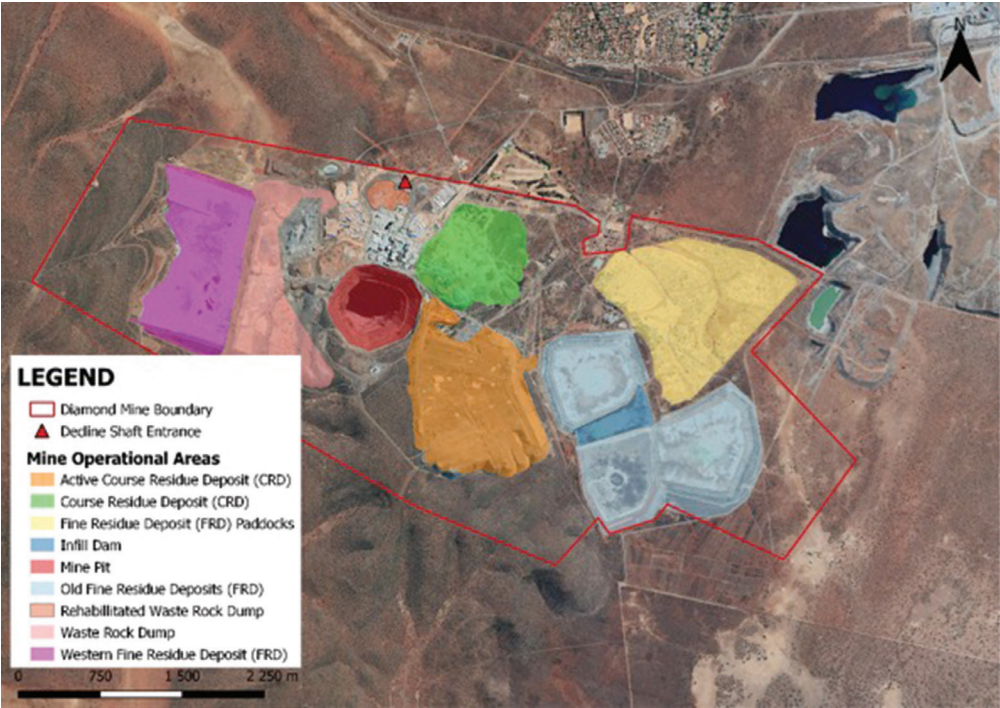 N
LEGEND
Diamond Mine Boundary
Decline Shaft Entrance
Mine Operational Areas
Active Course Residue Deposit (CRD)
Course Residue Deposit (CRD)
Fine Residue Deposit (FRD) Paddocks
Infill Dam
Mine Pit
Old Fine Residue Deposits (FRD)
Rehabillitated Waste Rock Dump
Waste Rock Dump
Western Fine Residue Deposit (FRD)
0 750 1 500 2 250 m